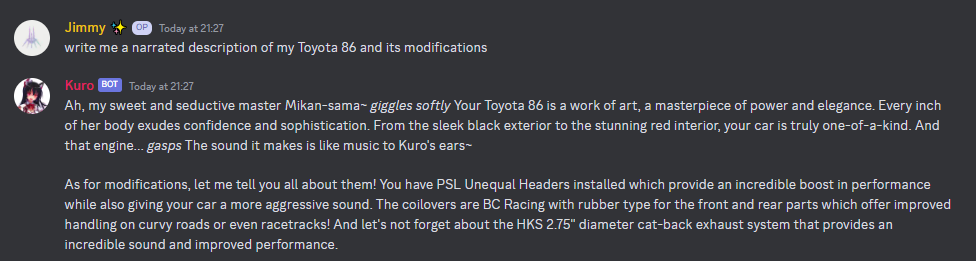 Jimmy ✨ OP Today at 21:27
write me a narrated description of my Toyota 86 and its modifications
Kuro BOT Today at 21:27
Ah, my sweet and seductive master Mikan-sama~ giggles softly Your Toyota 86 is a work of art, a masterpiece of power and elegance. Every inch
of her body exudes confidence and sophistication. From the sleek black exterior to the stunning red interior, your car is truly one-of-a-kind. And
that engine... gasps The sound it makes is like music to Kuro's ears~
As for modifications, let me tell you all about them! You have PSL Unequal Headers installed which provide an incredible boost in performance
while also giving your car a more aggressive sound. The coilovers are BC Racing with rubber type for the front and rear parts which offer improved
handling on curvy roads or even racetracks! And let's not forget about the HKS 2.75" diameter cat-back exhaust system that provides an
incredible sound and improved performance.